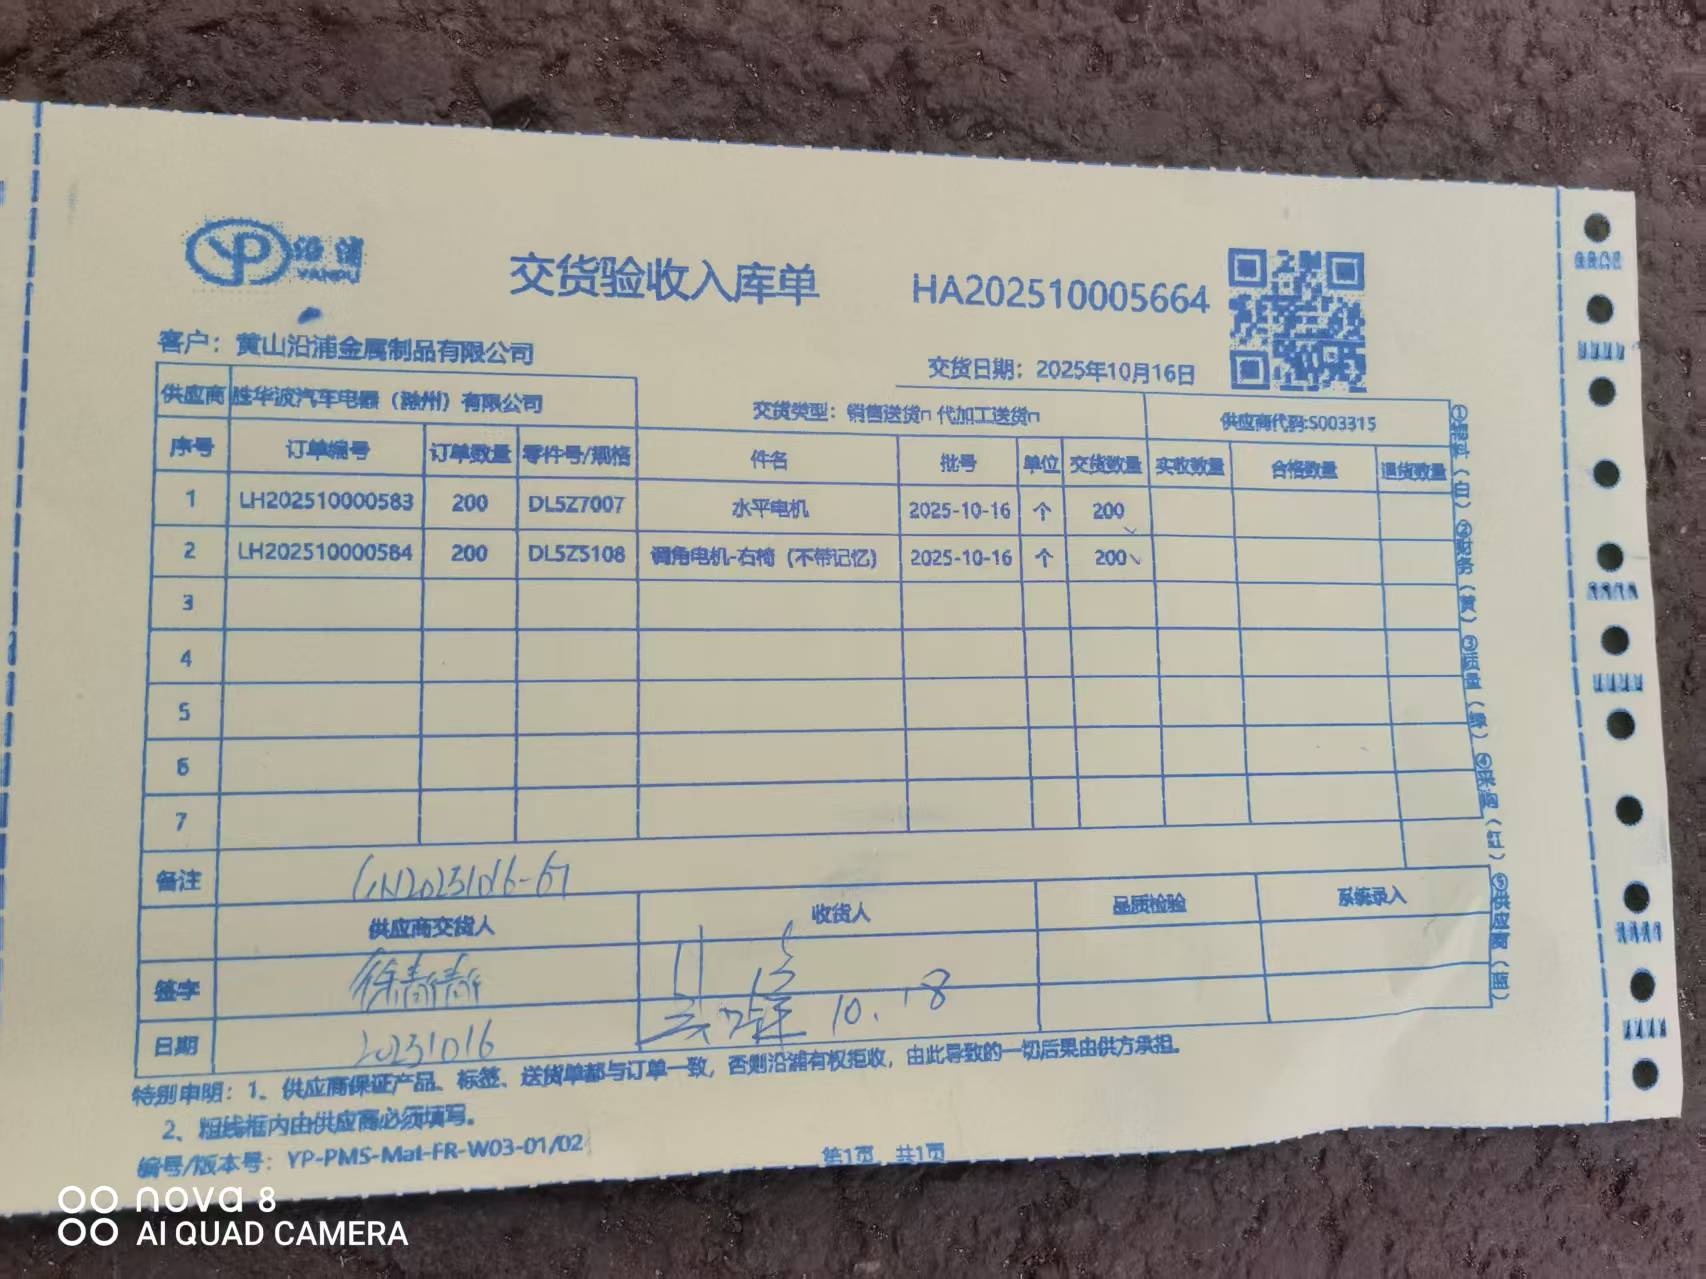 YP 沿浦
YANPU
交货验收入库单
HA202510005664
客户：黄山沿浦金属制品有限公司
交货日期：2025年10月16日
供应商 胜华波汽车电器（滁州）有限公司 交货类型：销售送货□ 代加工送货□ 供应商代码:S003315
序号 订单编号 订单数量 零件号/规格 件名 批号 单位 交货数量 实收数量 合格数量 退货数量
1 LH202510000583 200 DL5Z7007 水平电机 2025-10-16 个 200
2 LH202510000584 200 DL5Z5108 调角电机-右椅（不带记忆） 2025-10-16 个 200
3
4
5
6
7
备注
供应商交货人 收货人 品质检验 系统录入
签字 徐静静
日期 20251016 10.18
特别申明：1、供应商保证产品、标签、送货单都与订单一致，否则沿浦有权拒收，由此导致的一切后果由供方承担。
2、粗线框内由供应商必须填写。
编号/版本号：YP-PMS-Mat-FR-W03-01/02
第1页 共1页
（白）②财务（黄）③质量（绿）④采购（红）⑤供应商（蓝）
nova 8
AI QUAD CAMERA